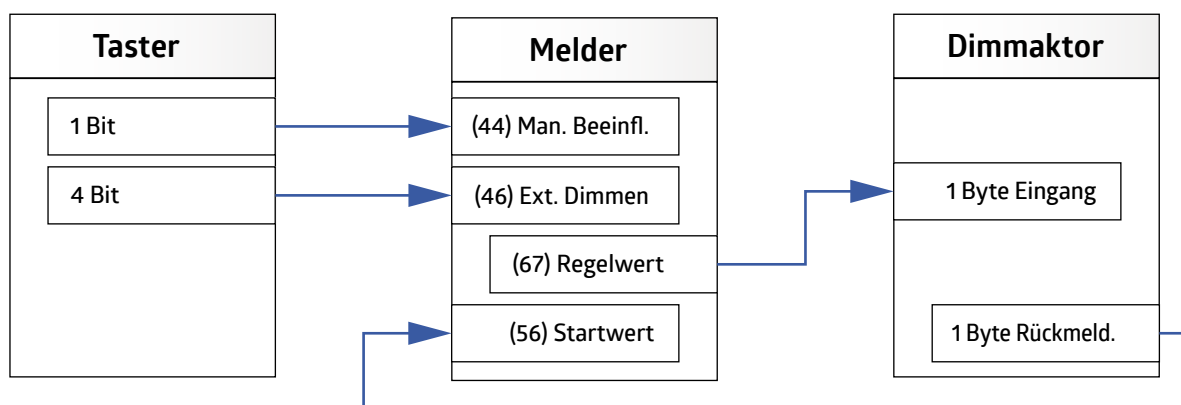 Taster
1 Bit
4 Bit
Melder
(44) Man. Beeinfl.
(46) Ext. Dimmen
(67) Regelwert
(56) Startwert
Dimmaktor
1 Byte Eingang
1 Byte Rückmeld.